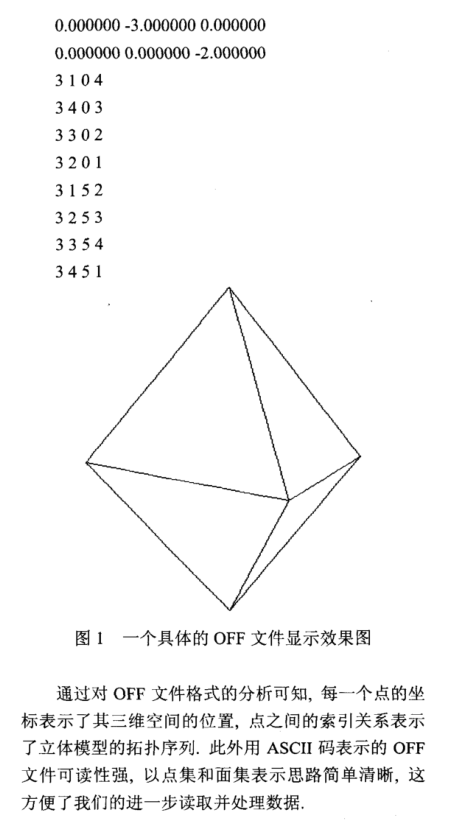 0.000000 -3.000000 0.000000
0.000000 0.000000 -2.000000
3 1 0 4
3 4 0 3
3 3 0 2
3 2 0 1
3 1 5 2
3 2 5 3
3 3 5 4
3 4 5 1
图 1 一个具体的 OFF 文件显示效果图
通过对 OFF 文件格式的分析可知, 每一个点的坐
标表示了其三维空间的位置, 点之间的索引关系表示
了立体模型的拓扑序列. 此外用 ASCII 码表示的 OFF
文件可读性强, 以点集和面集表示思路简单清晰, 这
方便了我们的进一步读取并处理数据.